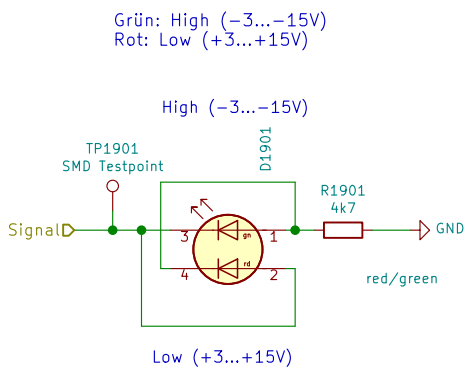 Grün: High (-3...-15V)
Rot: Low (+3...+15V)
High (-3...-15V)
D1901
TP1901
SMD Testpoint
R1901
4k7
Signal
3
gn
1
GND
4
rd
2
red/green
Low (+3...+15V)